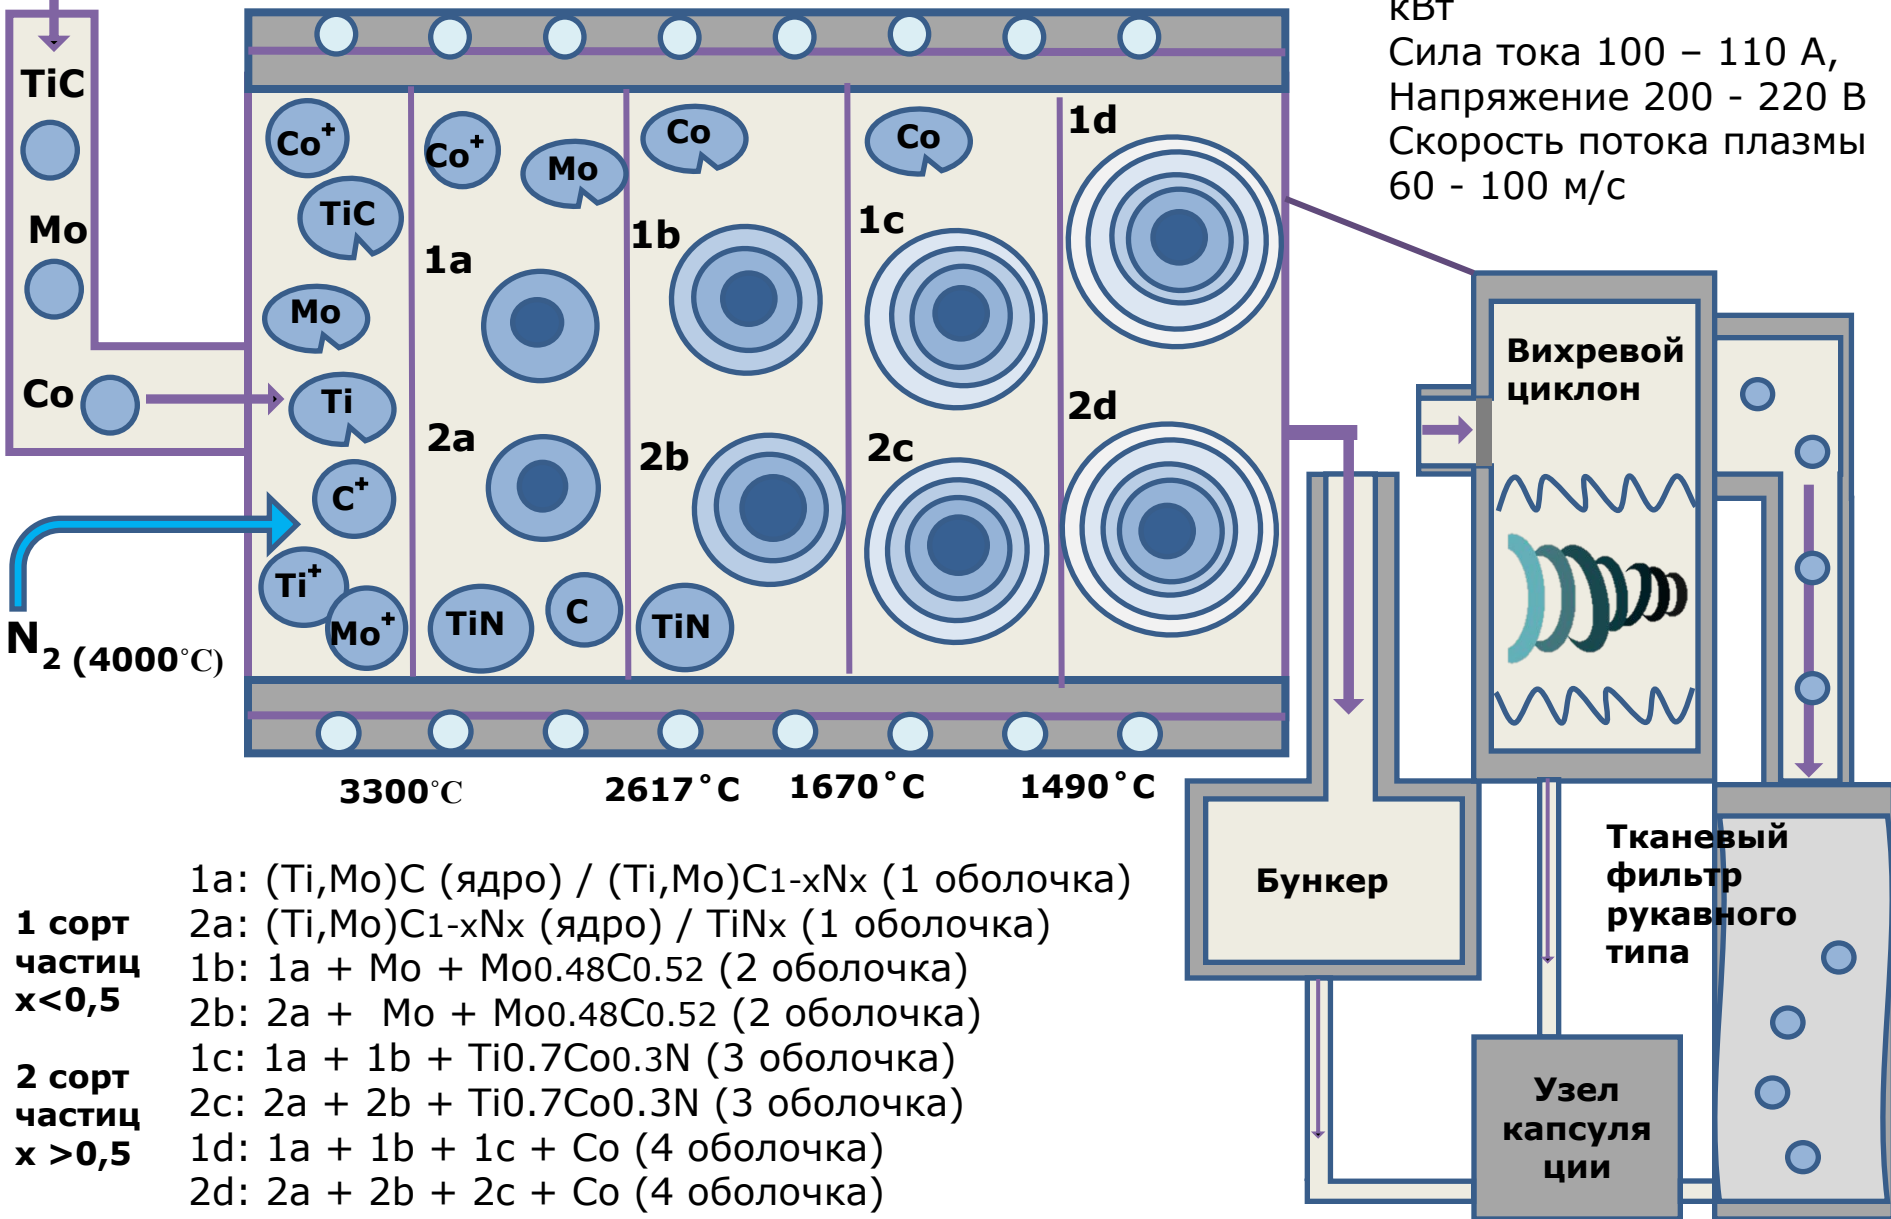 кВт
Сила тока 100 – 110 А,
Напряжение 200 - 220 В
Скорость потока плазмы
60 - 100 м/с
TiC
Mo
Co
N2 (4000°C)
Co+
TiC
Mo
Ti
C+
Ti+
Mo+
Co+
Mo
1a
2a
TiN
C
Co
1b
2b
TiN
Co
1c
2c
1d
2d
3300°C
2617°C
1670°C
1490°C
Вихревой
циклон
Бункер
Тканевый
фильтр
рукавного
типа
Узел
капсуля
ции
1 сорт
частиц
x<0,5
2 сорт
частиц
x >0,5
1a: (Ti,Mo)C (ядро) / (Ti,Mo)C1-xNx (1 оболочка)
2a: (Ti,Mo)C1-xNx (ядро) / TiNx (1 оболочка)
1b: 1a + Mo + Mo0.48C0.52 (2 оболочка)
2b: 2a + Mo + Mo0.48C0.52 (2 оболочка)
1c: 1a + 1b + Ti0.7Co0.3N (3 оболочка)
2c: 2a + 2b + Ti0.7Co0.3N (3 оболочка)
1d: 1a + 1b + 1c + Co (4 оболочка)
2d: 2a + 2b + 2c + Co (4 оболочка)